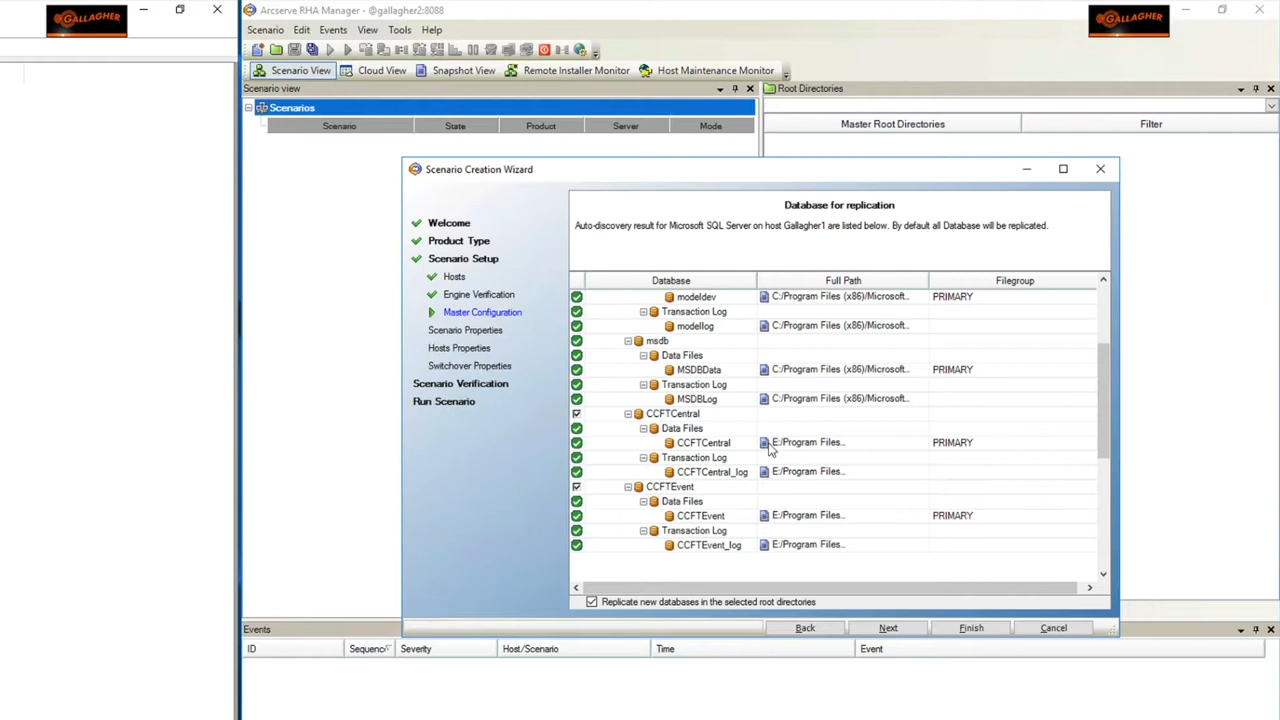 GALLAGHER
Arcserve RHA Manager - @gallagher2:8088
GALLAGHER
Scenario Edit Events View Tools Help
Scenario View Cloud View Snapshot View Remote Installer Monitor Host Maintenance Monitor
Scenario view
Root Directories
Scenarios
Scenario State Product Server Mode
Master Root Directories Filter
Scenario Creation Wizard
Welcome
Product Type
Scenario Setup
Hosts
Engine Verification
Master Configuration
Scenario Properties
Hosts Properties
Switchover Properties
Scenario Verification
Run Scenario
Database for replication
Auto-discovery result for Microsoft SQL Server on host Gallagher1 are listed below. By default all Database will be replicated.
Database Full Path Filegroup
modeldev C:/Program Files (x86)/Microsoft... PRIMARY
Transaction Log
modellog C:/Program Files (x86)/Microsoft...
msdb
Data Files
MSDBData C:/Program Files (x86)/Microsoft... PRIMARY
Transaction Log
MSDBLog C:/Program Files (x86)/Microsoft...
CCFTCentral
Data Files
CCFTCentral E:/Program Files... PRIMARY
Transaction Log
CCFTCentral_log E:/Program Files...
CCFTEvent
Data Files
CCFTEvent E:/Program Files... PRIMARY
Transaction Log
CCFTEvent_log E:/Program Files...
Replicate new databases in the selected root directories
Back Next Finish Cancel
Events
ID Sequenc Severity Host/Scenario Time Event